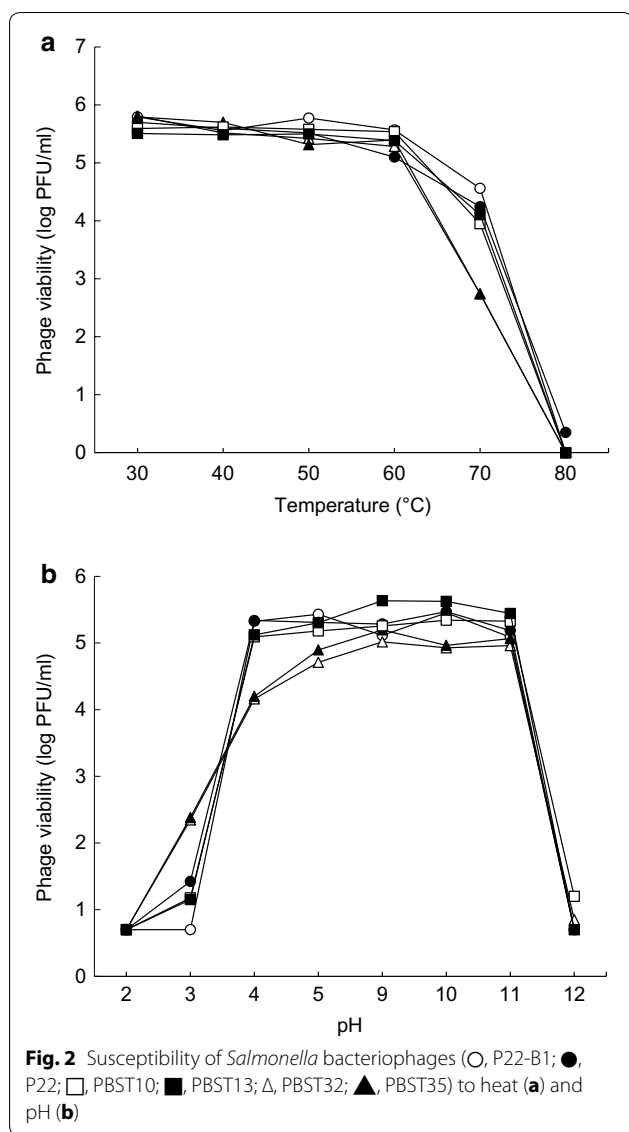 a
7
6
5
4
3
2
1
0
Phage viability (log PFU/ml)
30 40 50 60 70 80
Temperature (°C)
b
6
5
4
3
2
1
0
Phage viability (log PFU/ml)
2 3 4 5 9 10 11 12
pH
Fig. 2 Susceptibility of Salmonella bacteriophages (○, P22-B1; ●,
P22; □, PBST10; ■, PBST13; Δ, PBST32; ▲, PBST35) to heat (a) and
pH (b)